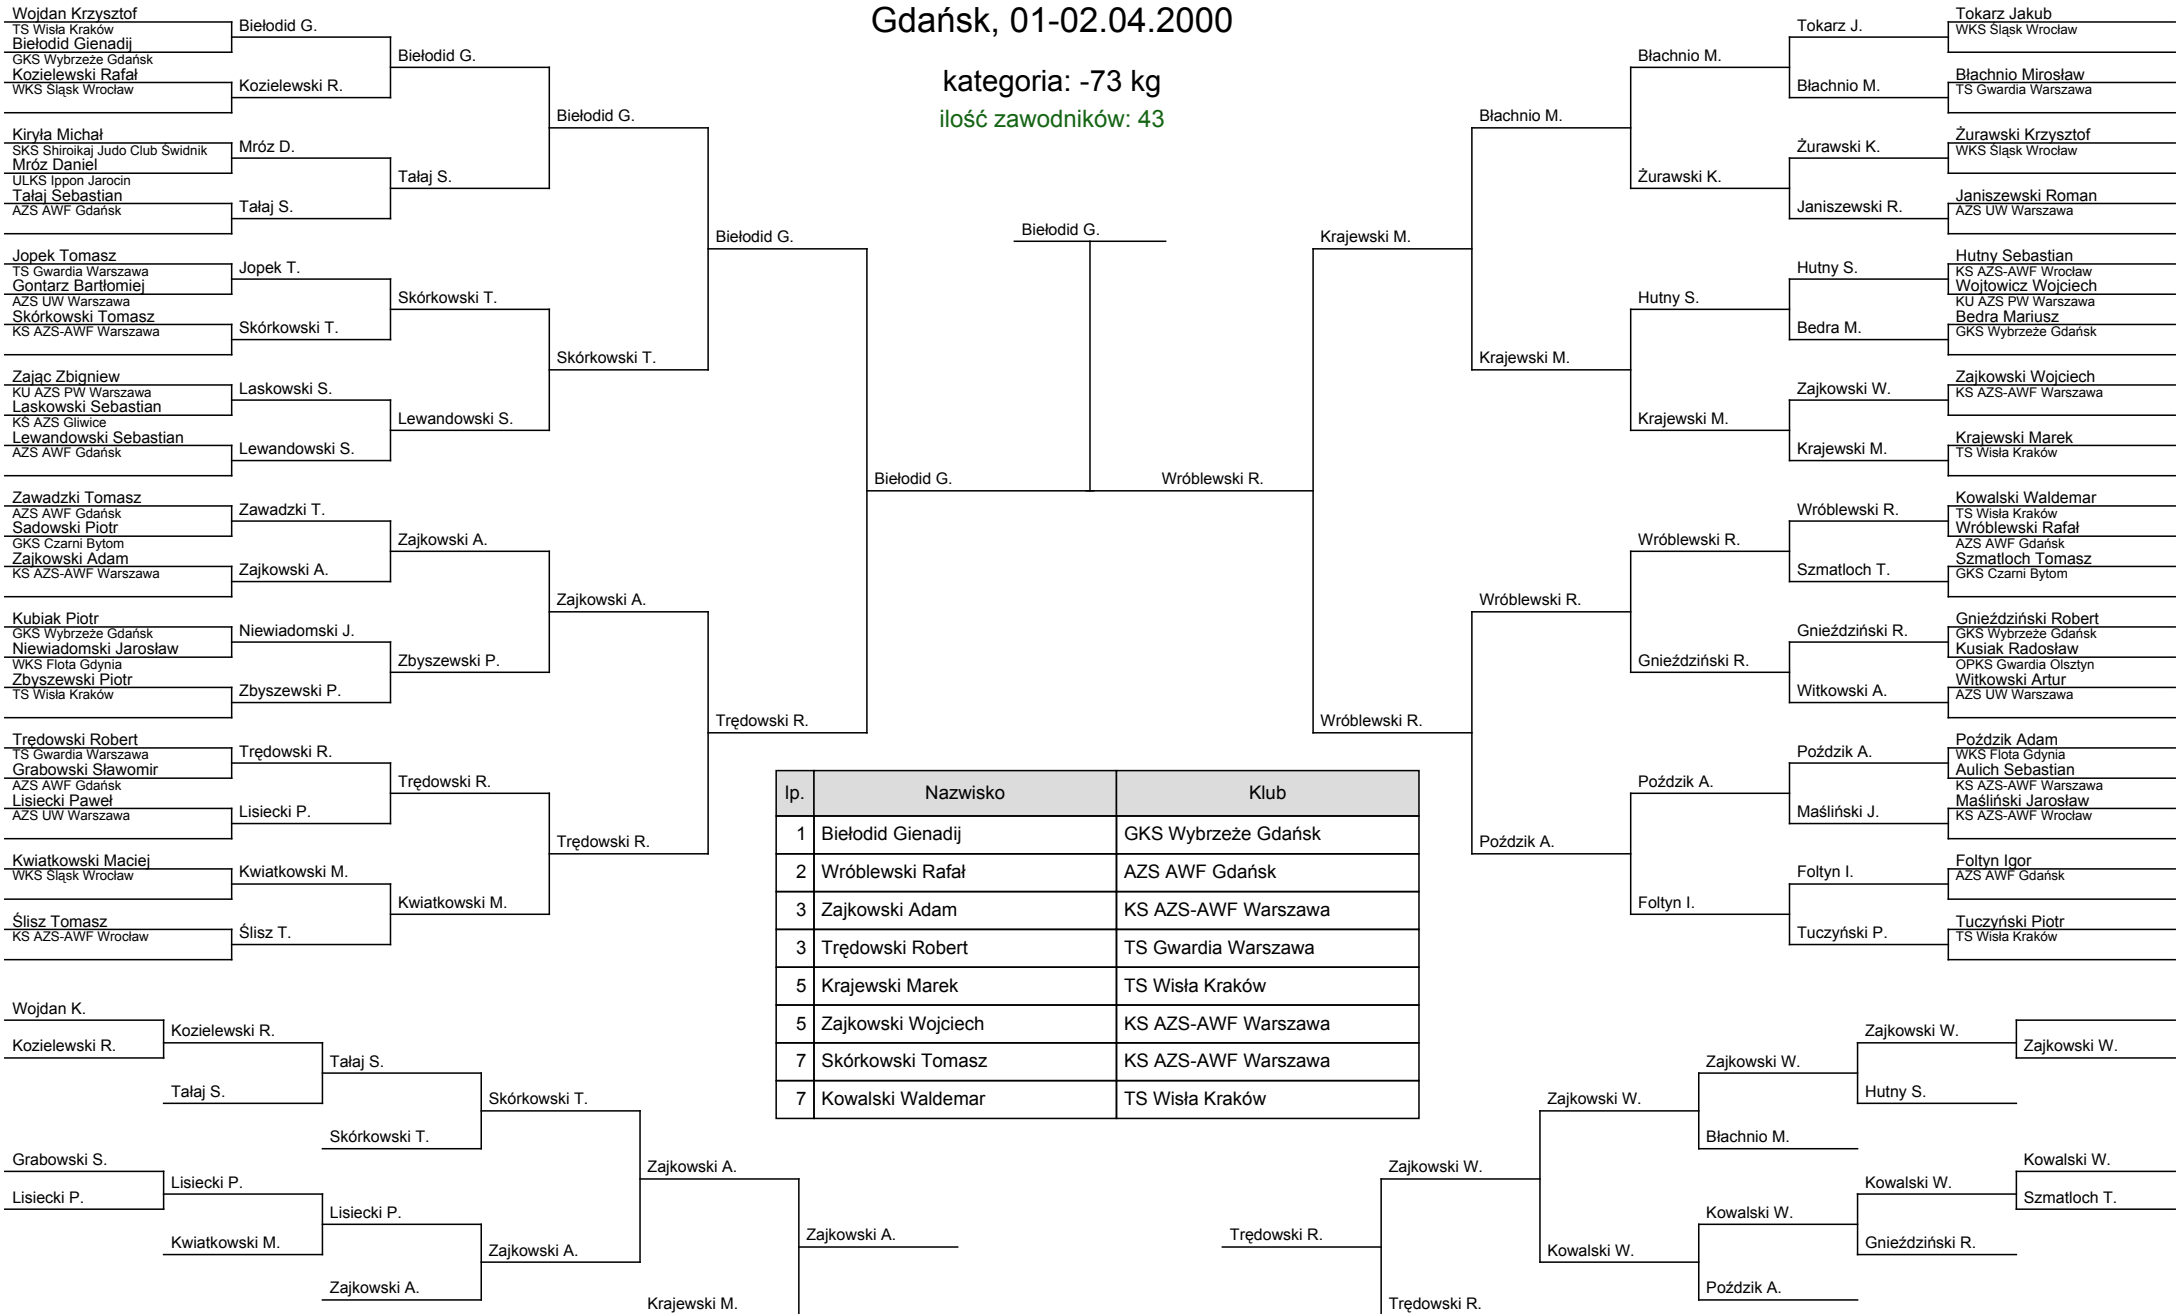 Gdańsk, 01-02.04.2000
kategoria: -73 kg
ilość zawodników: 43
Wojdan Krzysztof
TS Wisła Kraków
Biełodid Gienadij
GKS Wybrzeże Gdańsk
Kozielewski Rafał
WKS Śląsk Wrocław
Kiryła Michał
SKS Shiroikaj Judo Club Świdnik
Mróz Daniel
ULKS Ippon Jarocin
Tałaj Sebastian
AZS AWF Gdańsk
Jopek Tomasz
TS Gwardia Warszawa
Gontarz Bartłomiej
AZS UW Warszawa
Skórkowski Tomasz
KS AZS-AWF Warszawa
Zając Zbigniew
KU AZS PW Warszawa
Laskowski Sebastian
KŚ AZS Gliwice
Lewandowski Sebastian
AZS AWF Gdańsk
Zawadzki Tomasz
AZS AWF Gdańsk
Sadowski Piotr
GKS Czarni Bytom
Zajkowski Adam
KS AZS-AWF Warszawa
Kubiak Piotr
GKS Wybrzeże Gdańsk
Niewiadomski Jarosław
WKS Flota Gdynia
Zbyszewski Piotr
TS Wisła Kraków
Trędowski Robert
TS Gwardia Warszawa
Grabowski Sławomir
AZS AWF Gdańsk
Lisiecki Paweł
AZS UW Warszawa
Kwiatkowski Maciej
WKS Śląsk Wrocław
Ślisz Tomasz
KS AZS-AWF Wrocław
Biełodid G.
Kozielewski R.
Mróz D.
Tałaj S.
Jopek T.
Skórkowski T.
Laskowski S.
Lewandowski S.
Zawadzki T.
Zajkowski A.
Niewiadomski J.
Zbyszewski P.
Trędowski R.
Lisiecki P.
Kwiatkowski M.
Ślisz T.
Biełodid G.
Tałaj S.
Skórkowski T.
Lewandowski S.
Zajkowski A.
Zbyszewski P.
Trędowski R.
Kwiatkowski M.
Biełodid G.
Skórkowski T.
Zajkowski A.
Trędowski R.
Biełodid G.
Trędowski R.
Biełodid G.
Biełodid G.
Wróblewski R.
Krajewski M.
Wróblewski R.
Błachnio M.
Krajewski M.
Wróblewski R.
Poździk A.
Błachnio M.
Żurawski K.
Hutny S.
Krajewski M.
Wróblewski R.
Gnieździński R.
Poździk A.
Foltyn I.
Tokarz J.
Błachnio M.
Żurawski K.
Janiszewski R.
Hutny S.
Bedra M.
Zajkowski W.
Krajewski M.
Wróblewski R.
Szmatloch T.
Gnieździński R.
Witkowski A.
Poździk A.
Maśliński J.
Foltyn I.
Tuczyński P.
Tokarz Jakub
WKS Śląsk Wrocław
Błachnio Mirosław
TS Gwardia Warszawa
Żurawski Krzysztof
WKS Śląsk Wrocław
Janiszewski Roman
AZS UW Warszawa
Hutny Sebastian
KS AZS-AWF Wrocław
Wojtowicz Wojciech
KU AZS PW Warszawa
Bedra Mariusz
GKS Wybrzeże Gdańsk
Zajkowski Wojciech
KS AZS-AWF Warszawa
Krajewski Marek
TS Wisła Kraków
Kowalski Waldemar
TS Wisła Kraków
Wróblewski Rafał
AZS AWF Gdańsk
Szmatloch Tomasz
GKS Czarni Bytom
Gnieździński Robert
GKS Wybrzeże Gdańsk
Kusiak Radosław
OPKS Gwardia Olsztyn
Witkowski Artur
AZS UW Warszawa
Poździk Adam
WKS Flota Gdynia
Aulich Sebastian
KS AZS-AWF Warszawa
Maśliński Jarosław
KS AZS-AWF Wrocław
Foltyn Igor
AZS AWF Gdańsk
Tuczyński Piotr
TS Wisła Kraków
lp. Nazwisko Klub
1 Biełodid Gienadij GKS Wybrzeże Gdańsk
2 Wróblewski Rafał AZS AWF Gdańsk
3 Zajkowski Adam KS AZS-AWF Warszawa
3 Trędowski Robert TS Gwardia Warszawa
5 Krajewski Marek TS Wisła Kraków
5 Zajkowski Wojciech KS AZS-AWF Warszawa
7 Skórkowski Tomasz KS AZS-AWF Warszawa
7 Kowalski Waldemar TS Wisła Kraków
Wojdan K.
Kozielewski R.
Grabowski S.
Lisiecki P.
Kozielewski R.
Tałaj S.
Lisiecki P.
Kwiatkowski M.
Tałaj S.
Skórkowski T.
Lisiecki P.
Zajkowski A.
Skórkowski T.
Zajkowski A.
Zajkowski A.
Krajewski M.
Zajkowski A.
Trędowski R.
Zajkowski W.
Trędowski R.
Zajkowski W.
Kowalski W.
Zajkowski W.
Błachnio M.
Kowalski W.
Poździk A.
Zajkowski W.
Hutny S.
Kowalski W.
Gnieździński R.
Zajkowski W.
Kowalski W.
Szmatloch T.